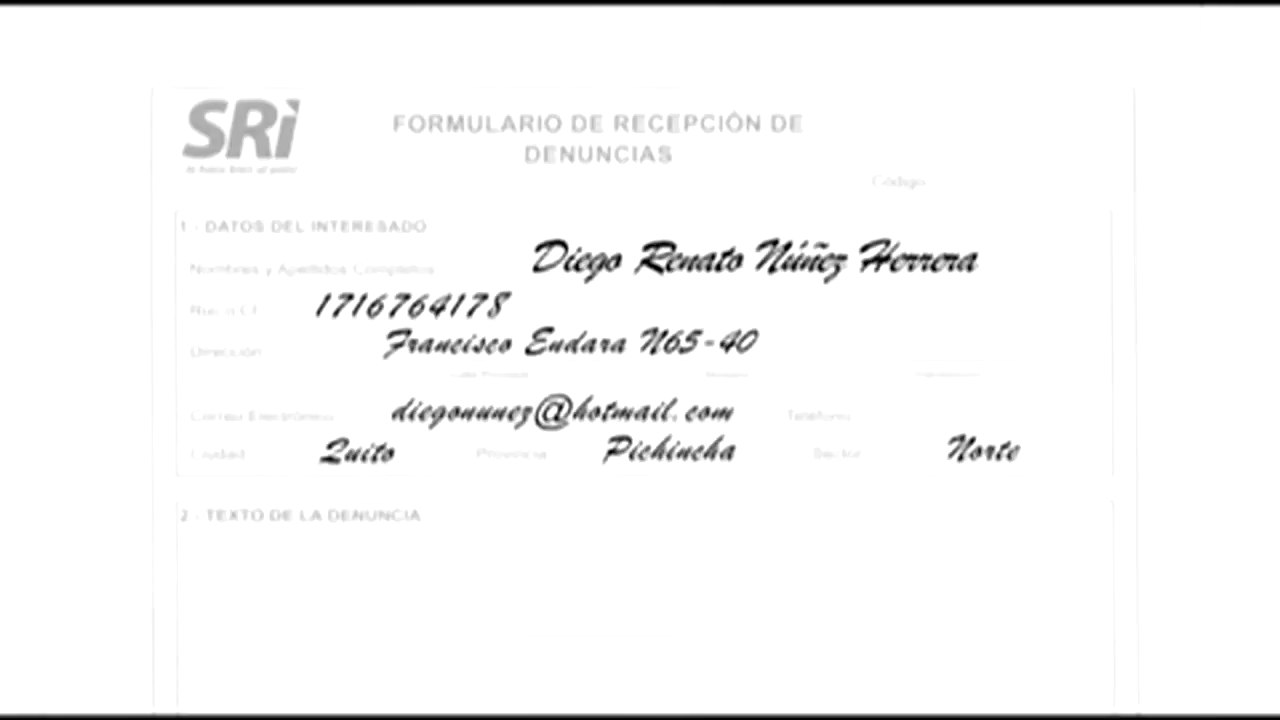 SRi
FORMULARIO DE RECEPCIÓN DE
DENUNCIAS
Código
1 - DATOS DEL INTERESADO
Nombres y Apellidos Completos Diego Renato Núñez Herrera
1716764178
Dirección Francisco Endara N65-40
Correo Electrónico diegonunez@hotmail.com Teléfono
Ciudad Quito Provincia Pichincha Sector Norte
2 - TEXTO DE LA DENUNCIA